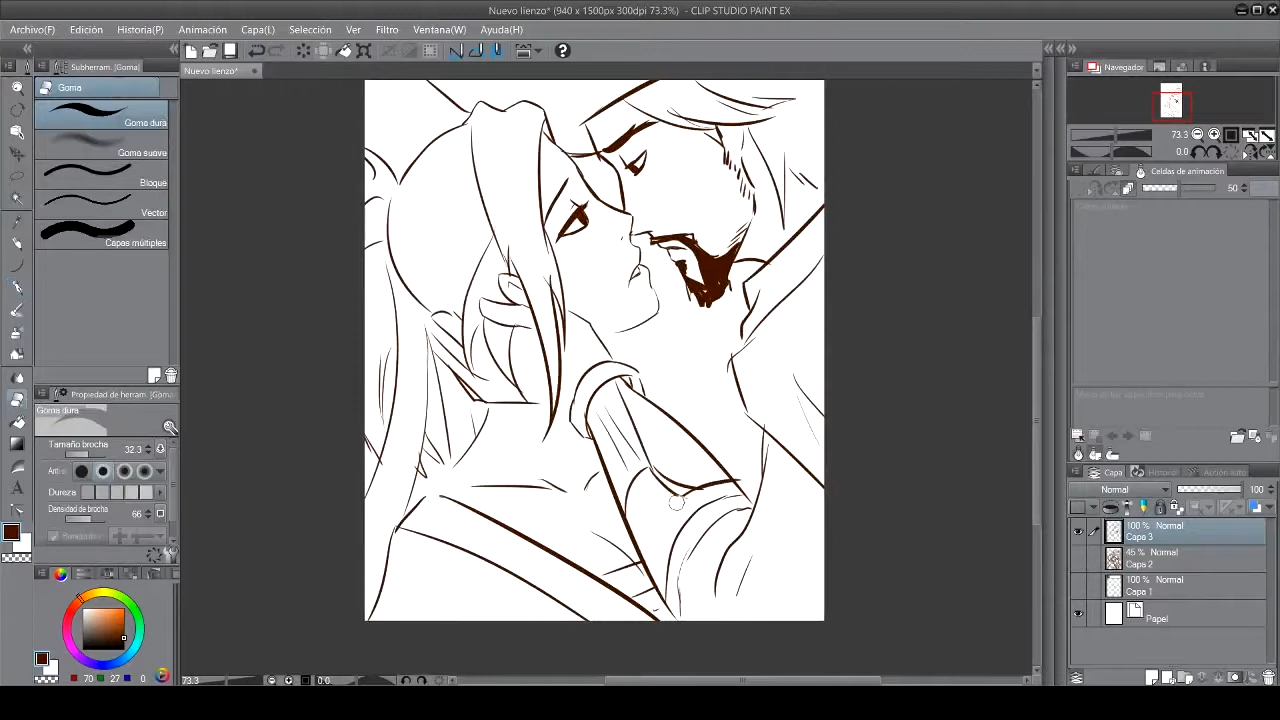 Nuevo lienzo* (940 x 1500px 300dpi 73.3%) - CLIP STUDIO PAINT EX
Archivo(F) Edición Historia(P) Animación Capa(L) Selección Ver Filtro Ventana(W) Ayuda(H)
Subherram. [Goma]
Nuevo lienzo*
Navegador
Goma
Goma dura
Goma suave
Bloque
Vector
Capas múltiples
73.3
0.0
Celdas de animación
50
Propiedad de herram. [Goma
Goma dura
Tamaño brocha 32.3
Dureza
Densidad de brocha
66
Capa Historia Acción auto
Normal 100
100 % Normal
Capa 3
45 % Normal
Capa 2
100 % Normal
Capa 1
Papel
70 27 0
73.3 0.0